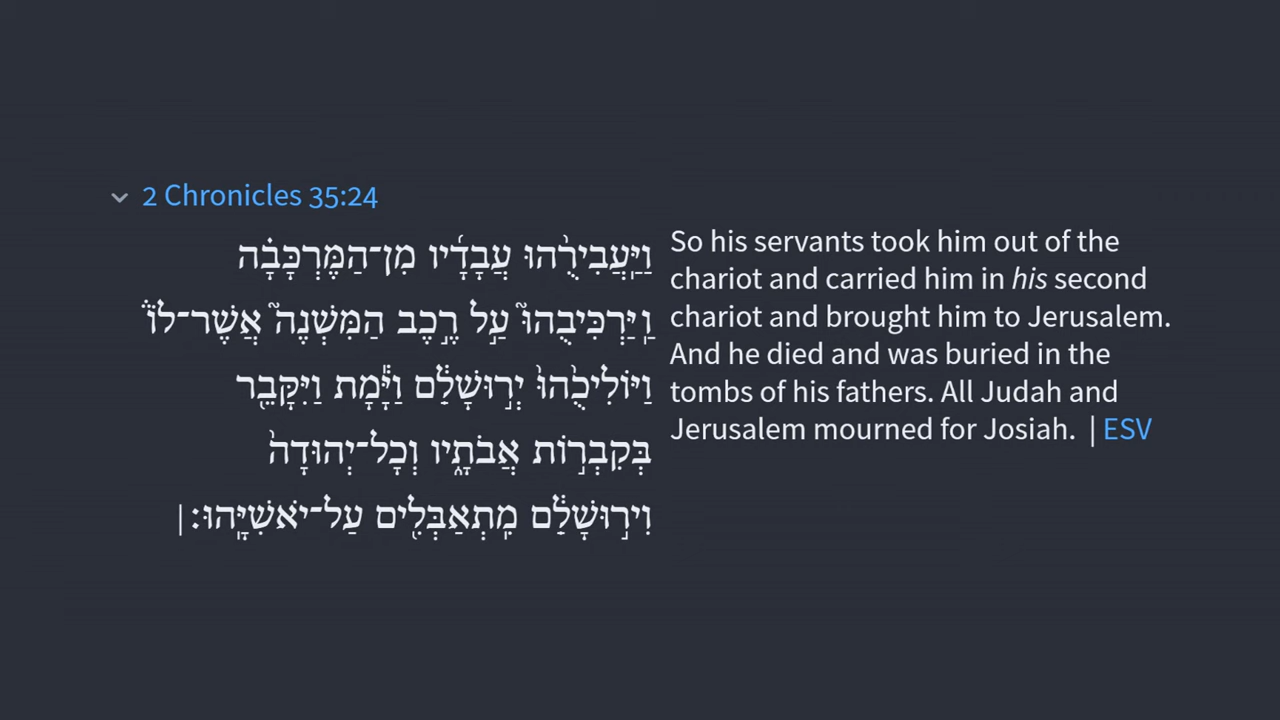 2 Chronicles 35:24
וַיַּֽעֲבִירֻ֨הוּ עֲבָדָ֜יו מִן־הַמֶּרְכָּבָ֗ה
וַֽיַּרְכִּיבֻהוּ֮ עַ֣ל רֶ֣כֶב הַמִּשְׁנֶה֮ אֲשֶׁר־לוֹ֒
וַיּוֹלִיכֻ֙הוּ֙ יְר֣וּשָׁלִַ֔ם וַיָּ֕מָת וַיִּקָּבֵ֖ר
בְּקִבְר֣וֹת אֲבֹתָ֑יו וְכָל־יְהוּדָה֙
וִיר֣וּשָׁלִַ֔ם מִֽתְאַבְּלִ֖ים עַל־יֹאשִׁיָּֽהוּ׃ |
So his servants took him out of the
chariot and carried him in his second
chariot and brought him to Jerusalem.
And he died and was buried in the
tombs of his fathers. All Judah and
Jerusalem mourned for Josiah. | ESV